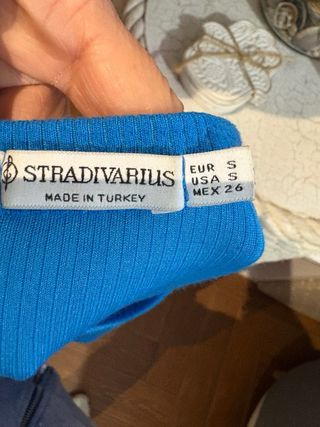 STRADIVARIUS
MADE IN TURKEY
EUR S
USA S
MEX 26